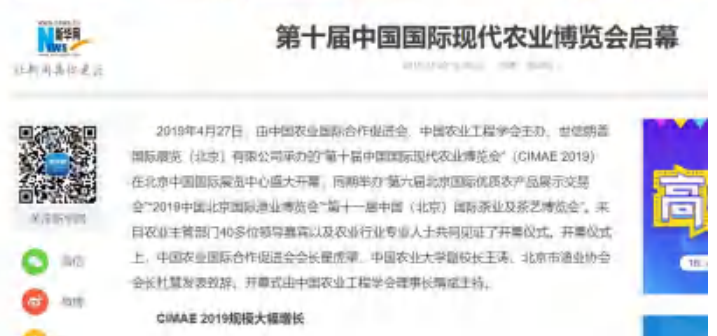 新华网
NEWS
让新闻离你更近
第十届中国国际现代农业博览会启幕
2019年4月27日，由中国农业国际合作促进会、中国农业工程学会主办，世信朗普
国际展览（北京）有限公司承办的“第十届中国国际现代农业博览会”（CIMAE 2019）
在北京中国国际展览中心盛大开幕，同期举办“第六届北京国际优质农产品展示交易
会”“2019中国北京国际渔业博览会”“第十一届中国（北京）国际茶业及茶艺博览会”。来
自农业主管部门40多位领导嘉宾以及农业行业专业人士共同见证了开幕仪式。开幕仪式
上，中国农业国际合作促进会会长翟虎渠、中国农业大学副校长王涛、北京市渔业协会
会长杜慧发表致辞。开幕式由中国农业工程学会理事长隋斌主持。
CIMAE 2019规模大幅增长
微信
微博
高